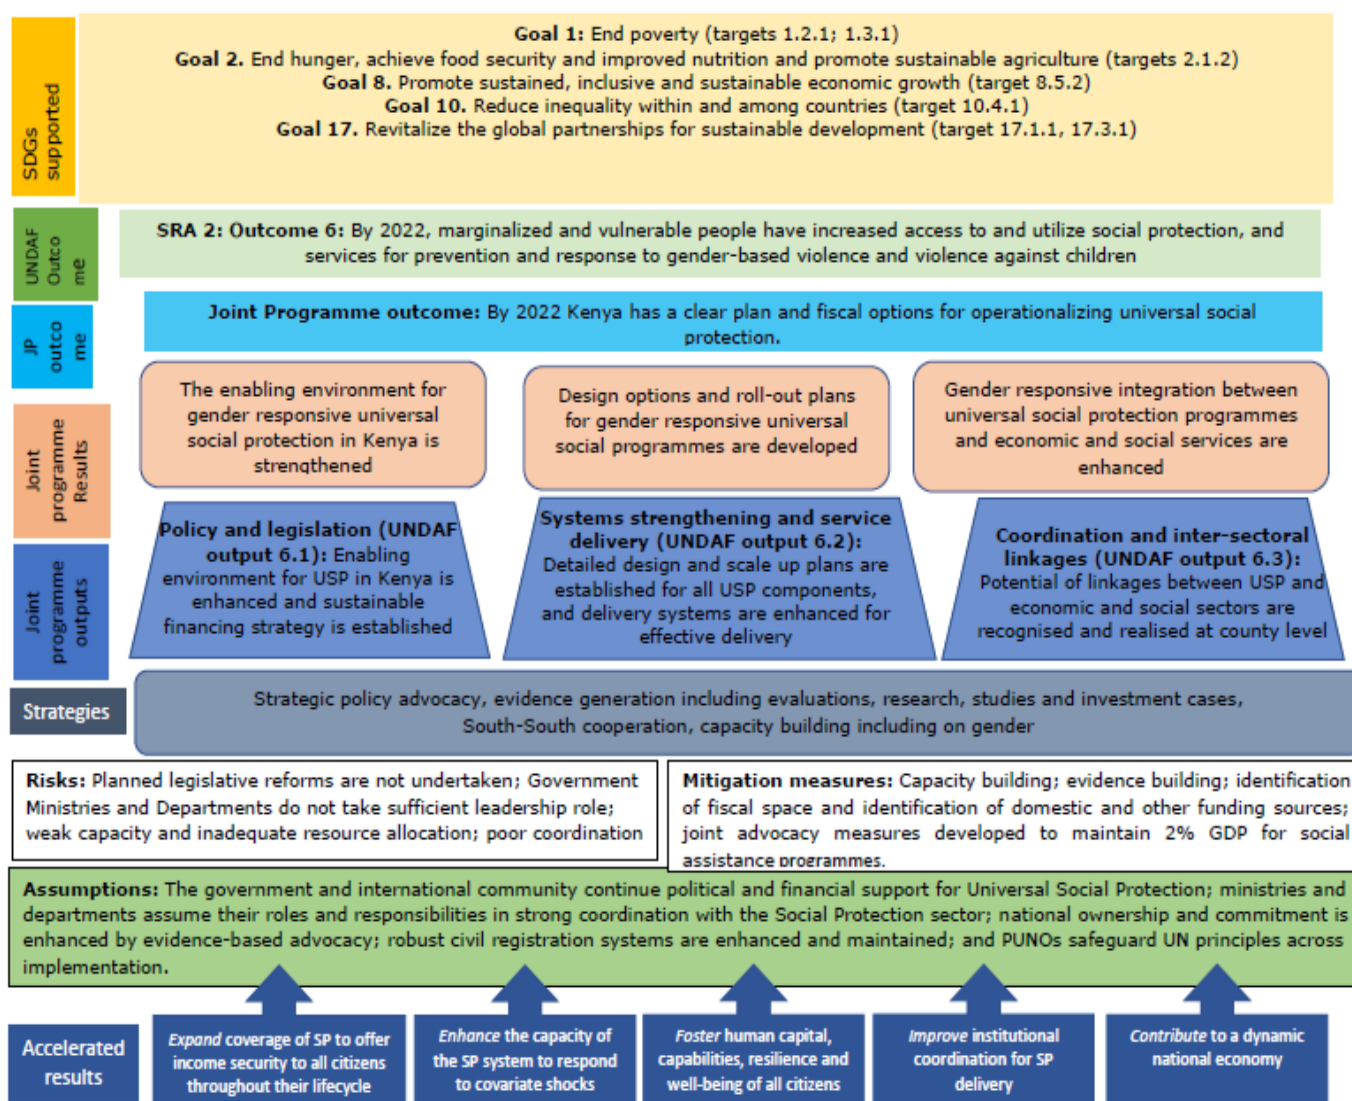 SDGs
supported
Goal 1: End poverty (targets 1.2.1; 1.3.1)
Goal 2. End hunger, achieve food security and improved nutrition and promote sustainable agriculture (targets 2.1.2)
Goal 8. Promote sustained, inclusive and sustainable economic growth (target 8.5.2)
Goal 10. Reduce inequality within and among countries (target 10.4.1)
Goal 17. Revitalize the global partnerships for sustainable development (target 17.1.1, 17.3.1)
UNDAF
Outco
me
SRA 2: Outcome 6: By 2022, marginalized and vulnerable people have increased access to and utilize social protection, and
services for prevention and response to gender-based violence and violence against children
JP
outco
me
Joint Programme outcome: By 2022 Kenya has a clear plan and fiscal options for operationalizing universal social
protection.
Joint
programme
Results
The enabling environment for
gender responsive universal
social protection in Kenya is
strengthened
Design options and roll-out plans
for gender responsive universal
social programmes are developed
Gender responsive integration between
universal social protection programmes
and economic and social services are
enhanced
Joint
programme
outputs
Policy and legislation (UNDAF
output 6.1): Enabling
environment for USP in Kenya is
enhanced and sustainable
financing strategy is established
Systems strengthening and service
delivery (UNDAF output 6.2):
Detailed design and scale up plans are
established for all USP components,
and delivery systems are enhanced for
effective delivery
Coordination and inter-sectoral
linkages (UNDAF output 6.3):
Potential of linkages between USP and
economic and social sectors are
recognised and realised at county level
Strategies
Strategic policy advocacy, evidence generation including evaluations, research, studies and investment cases,
South-South cooperation, capacity building including on gender
Risks: Planned legislative reforms are not undertaken; Government
Ministries and Departments do not take sufficient leadership role;
weak capacity and inadequate resource allocation; poor coordination
Mitigation measures: Capacity building; evidence building; identification
of fiscal space and identification of domestic and other funding sources;
joint advocacy measures developed to maintain 2% GDP for social
assistance programmes.
Assumptions: The government and international community continue political and financial support for Universal Social Protection; ministries and
departments assume their roles and responsibilities in strong coordination with the Social Protection sector; national ownership and commitment is
enhanced by evidence-based advocacy; robust civil registration systems are enhanced and maintained; and PUNOs safeguard UN principles across
implementation.
Accelerated
results
Expand coverage of SP to offer
income security to all citizens
throughout their lifecycle
Enhance the capacity of
the SP system to respond
to covariate shocks
Foster human capital,
capabilities, resilience and
well-being of all citizens
Improve institutional
coordination for SP
delivery
Contribute to a dynamic
national economy